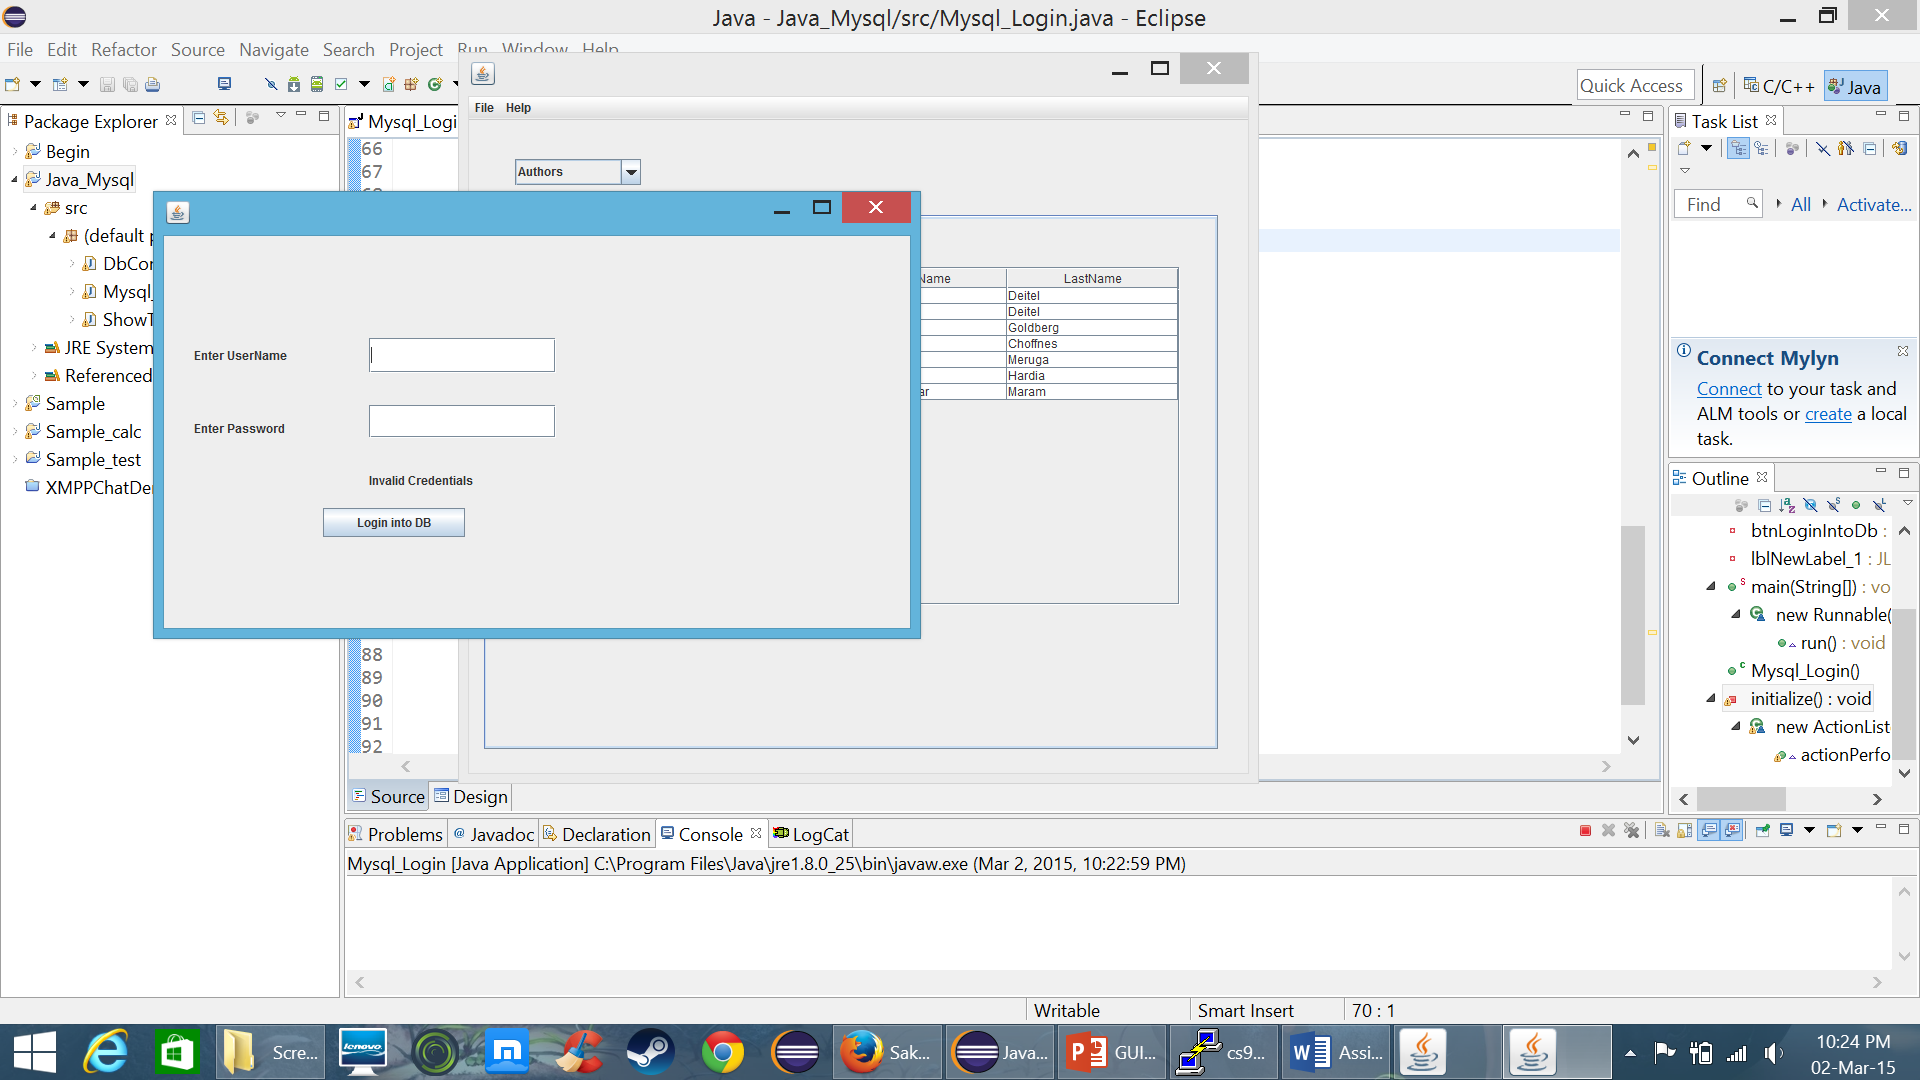 Java - Java_Mysql/src/Mysql_Login.java - Eclipse
File Edit Refactor Source Navigate Search Project Run Window Help
Quick Access
C/C++
Java
Package Explorer
Begin
Java_Mysql
src
(default p
DbCon
Mysql_
ShowT
JRE System
Referenced
Sample
Sample_calc
Sample_test
XMPPChatDer
Mysql_Logi
66
67
88
89
90
91
92
Source
Design
File Help
Authors
Name LastName
Deitel
Deitel
Goldberg
Choffnes
Meruga
Hardia
ar Maram
Enter UserName
Enter Password
Invalid Credentials
Login into DB
Task List
Find
All
Activate...
Connect Mylyn
Connect to your task and
ALM tools or create a local
task.
Outline
btnLoginIntoDb :
lblNewLabel_1 : JL
main(String[]) : vo
new Runnable(
run() : void
Mysql_Login()
initialize() : void
new ActionList
actionPerfo
Problems @ Javadoc Declaration Console LogCat
Mysql_Login [Java Application] C:\Program Files\Java\jre1.8.0_25\bin\javaw.exe (Mar 2, 2015, 10:22:59 PM)
Writable Smart Insert 70 : 1
Scre...
lenovo
Sak...
Java...
GUI...
cs9...
Assi...
10:24 PM
02-Mar-15